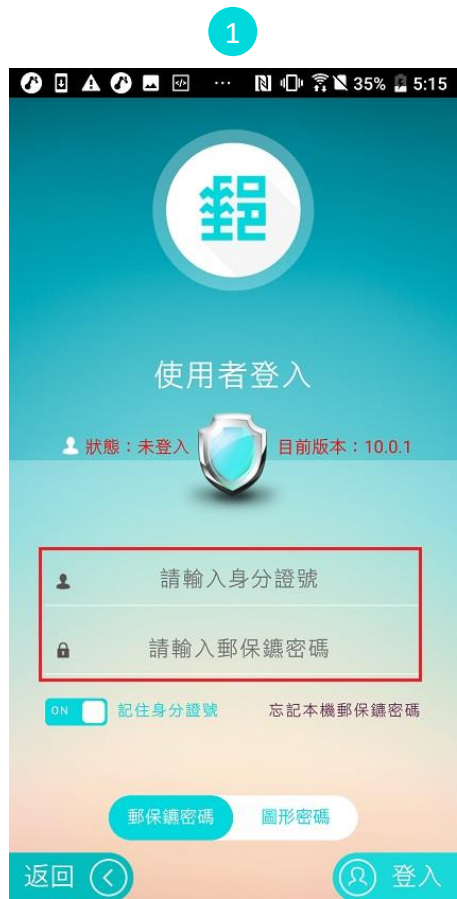 1
35% 5:15
郵
使用者登入
狀態：未登入 目前版本：10.0.1
請輸入身分證號
請輸入郵保鑣密碼
ON 記住身分證號 忘記本機郵保鑣密碼
郵保鑣密碼 圖形密碼
返回 登入